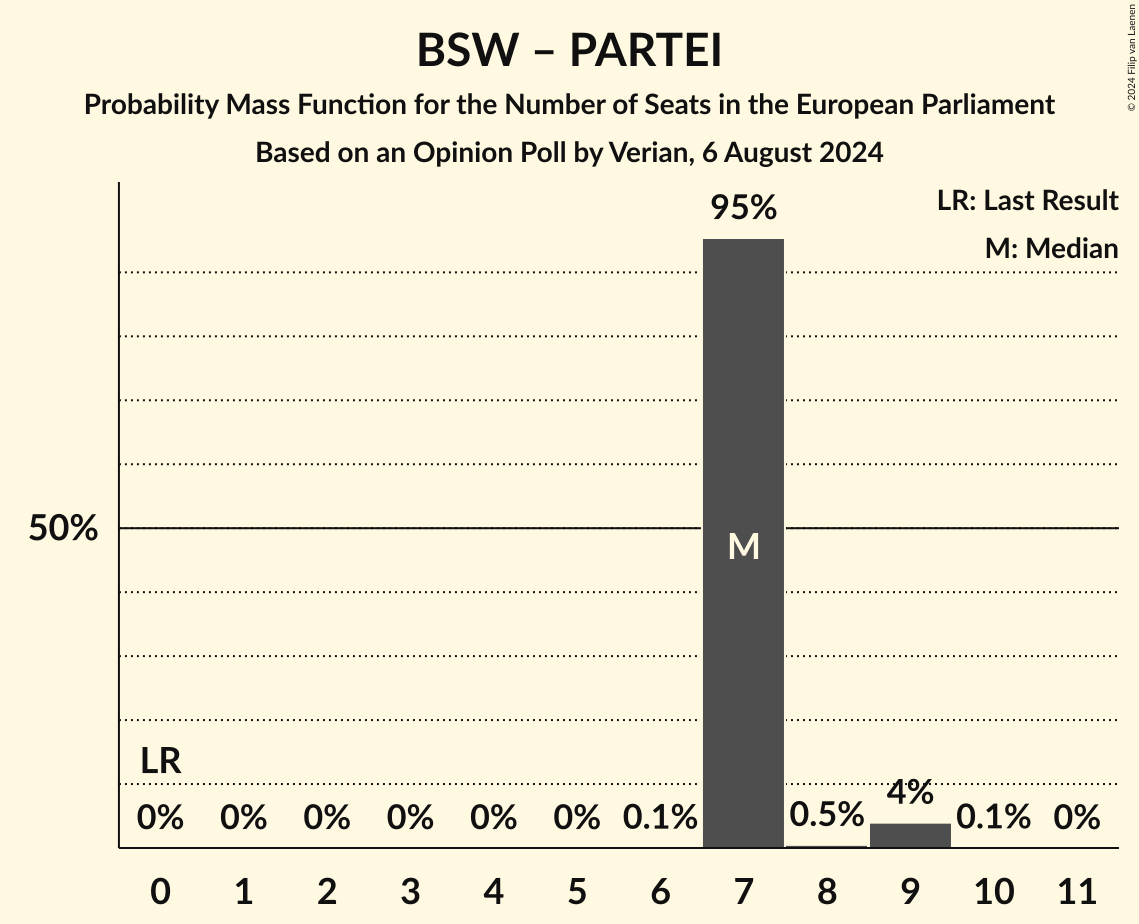 BSW – PARTEI
Probability Mass Function for the Number of Seats in the European Parliament
Based on an Opinion Poll by Verian, 6 August 2024
© 2024 Filip van Laenen
LR: Last Result
M: Median
95%
50%
M
LR
0% 0% 0% 0% 0% 0% 0.1% 0.5% 4% 0.1% 0%
0 1 2 3 4 5 6 7 8 9 10 11